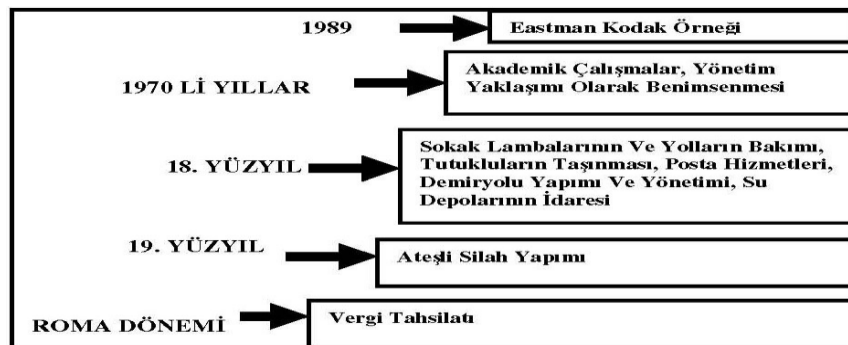 1989
Eastman Kodak Örneği
1970 Lİ YILLAR
Akademik Çalışmalar, Yönetim
Yaklaşımı Olarak Benimsenmesi
18. YÜZYIL
Sokak Lambalarının Ve Yolların Bakımı,
Tutukluların Taşınması, Posta Hizmetleri,
Demiryolu Yapımı Ve Yönetimi, Su
Depolarının İdaresi
19. YÜZYIL
Ateşli Silah Yapımı
ROMA DÖNEMİ
Vergi Tahsilatı